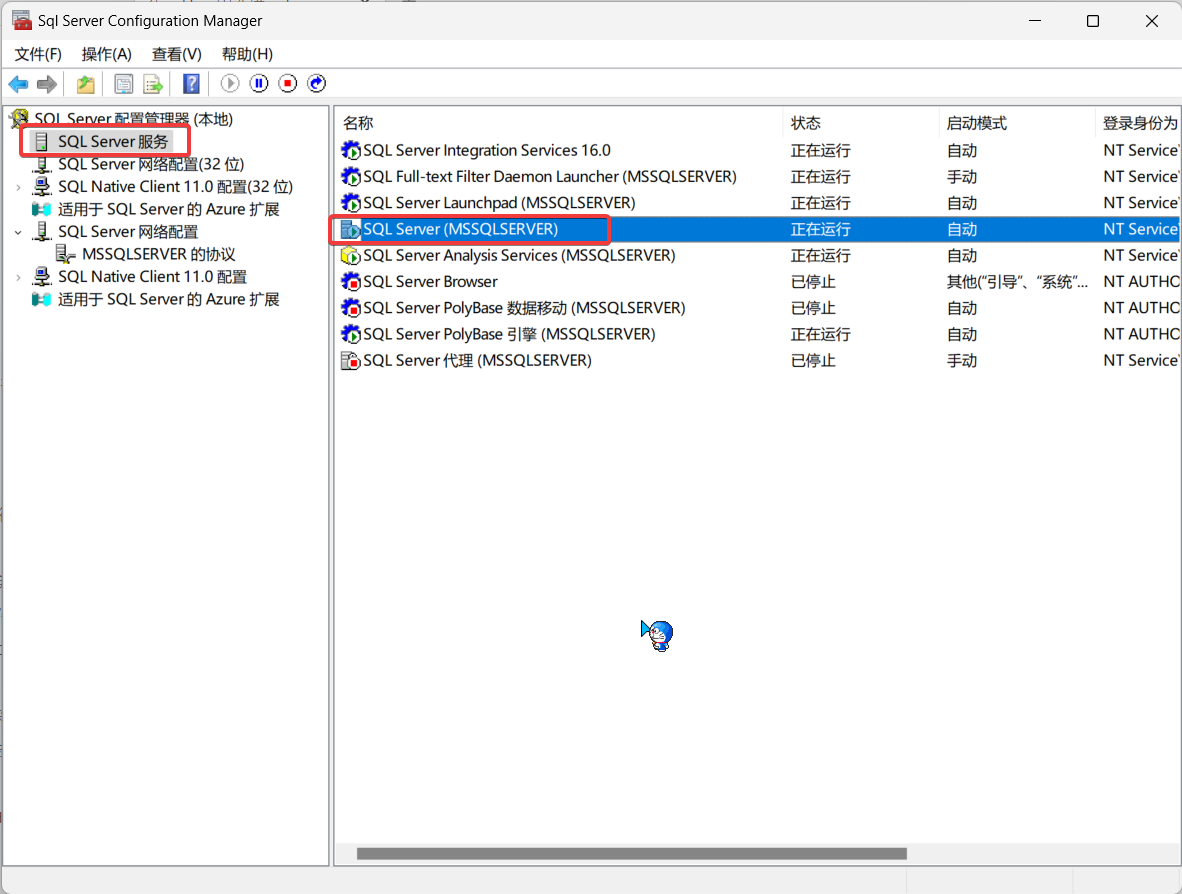 Sql Server Configuration Manager
文件(F) 操作(A) 查看(V) 帮助(H)
SQL Server 配置管理器 (本地)
SQL Server 服务
SQL Server 网络配置(32 位)
SQL Native Client 11.0 配置(32 位)
适用于 SQL Server 的 Azure 扩展
SQL Server 网络配置
MSSQLSERVER 的协议
SQL Native Client 11.0 配置
适用于 SQL Server 的 Azure 扩展
名称 状态 启动模式 登录身份为
SQL Server Integration Services 16.0 正在运行 自动 NT Service
SQL Full-text Filter Daemon Launcher (MSSQLSERVER) 正在运行 手动 NT Service
SQL Server Launchpad (MSSQLSERVER) 正在运行 自动 NT Service
SQL Server (MSSQLSERVER) 正在运行 自动 NT Service
SQL Server Analysis Services (MSSQLSERVER) 正在运行 自动 NT Service
SQL Server Browser 已停止 其他(“引导”、“系统”... NT AUTHO
SQL Server PolyBase 数据移动 (MSSQLSERVER) 已停止 自动 NT AUTHO
SQL Server PolyBase 引擎 (MSSQLSERVER) 正在运行 自动 NT AUTHO
SQL Server 代理 (MSSQLSERVER) 已停止 手动 NT Service